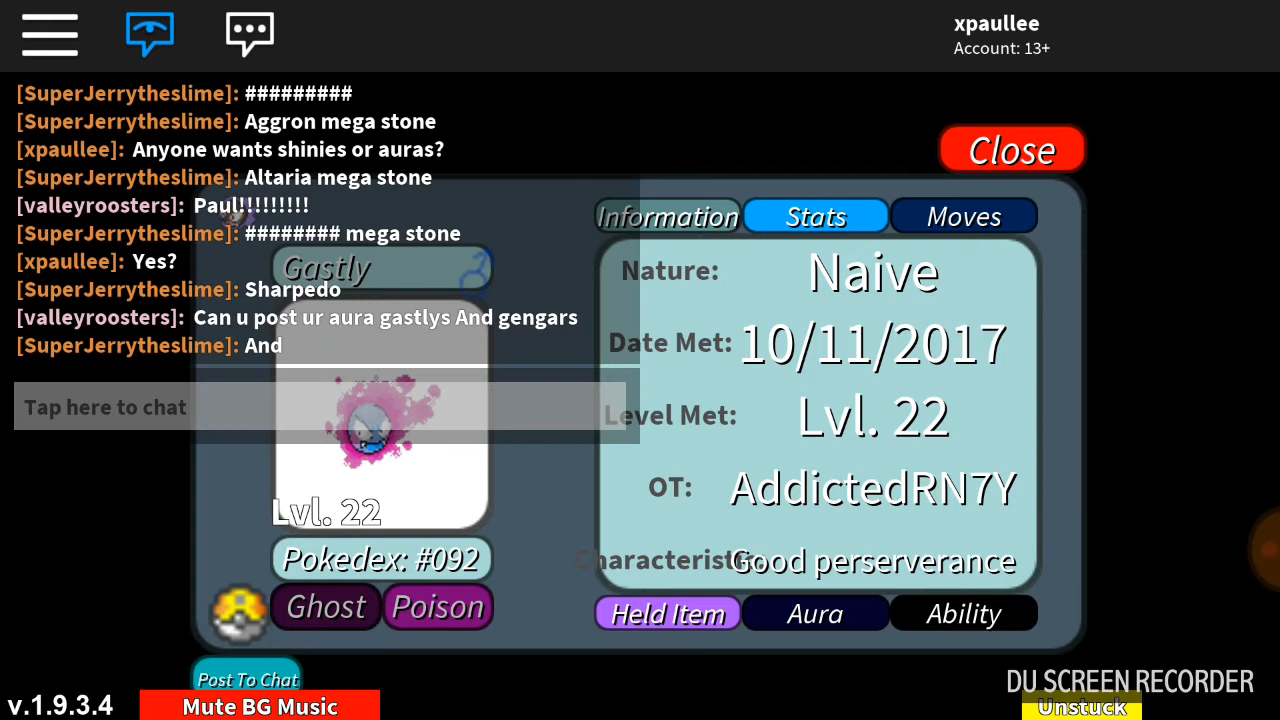 xpaullee
Account: 13+
[SuperJerrytheslime]: #########
[SuperJerrytheslime]: Aggron mega stone
[xpaullee]: Anyone wants shinies or auras?
[SuperJerrytheslime]: Altaria mega stone
[valleyroosters]: Paul!!!!!!!!!
[SuperJerrytheslime]: ######## mega stone
[xpaullee]: Yes?
[SuperJerrytheslime]: Sharpedo
[valleyroosters]: Can u post ur aura gastlys And gengars
[SuperJerrytheslime]: And
Tap here to chat
Close
Gastly
Lvl. 22
Pokedex: #092
Ghost Poison
Information Stats Moves
Nature: Naive
Date Met: 10/11/2017
Level Met: Lvl. 22
OT: AddictedRN7Y
Characteristic: Good perserverance
Held Item Aura Ability
Post To Chat
v.1.9.3.4
Mute BG Music
DU SCREEN RECORDER
Unstuck